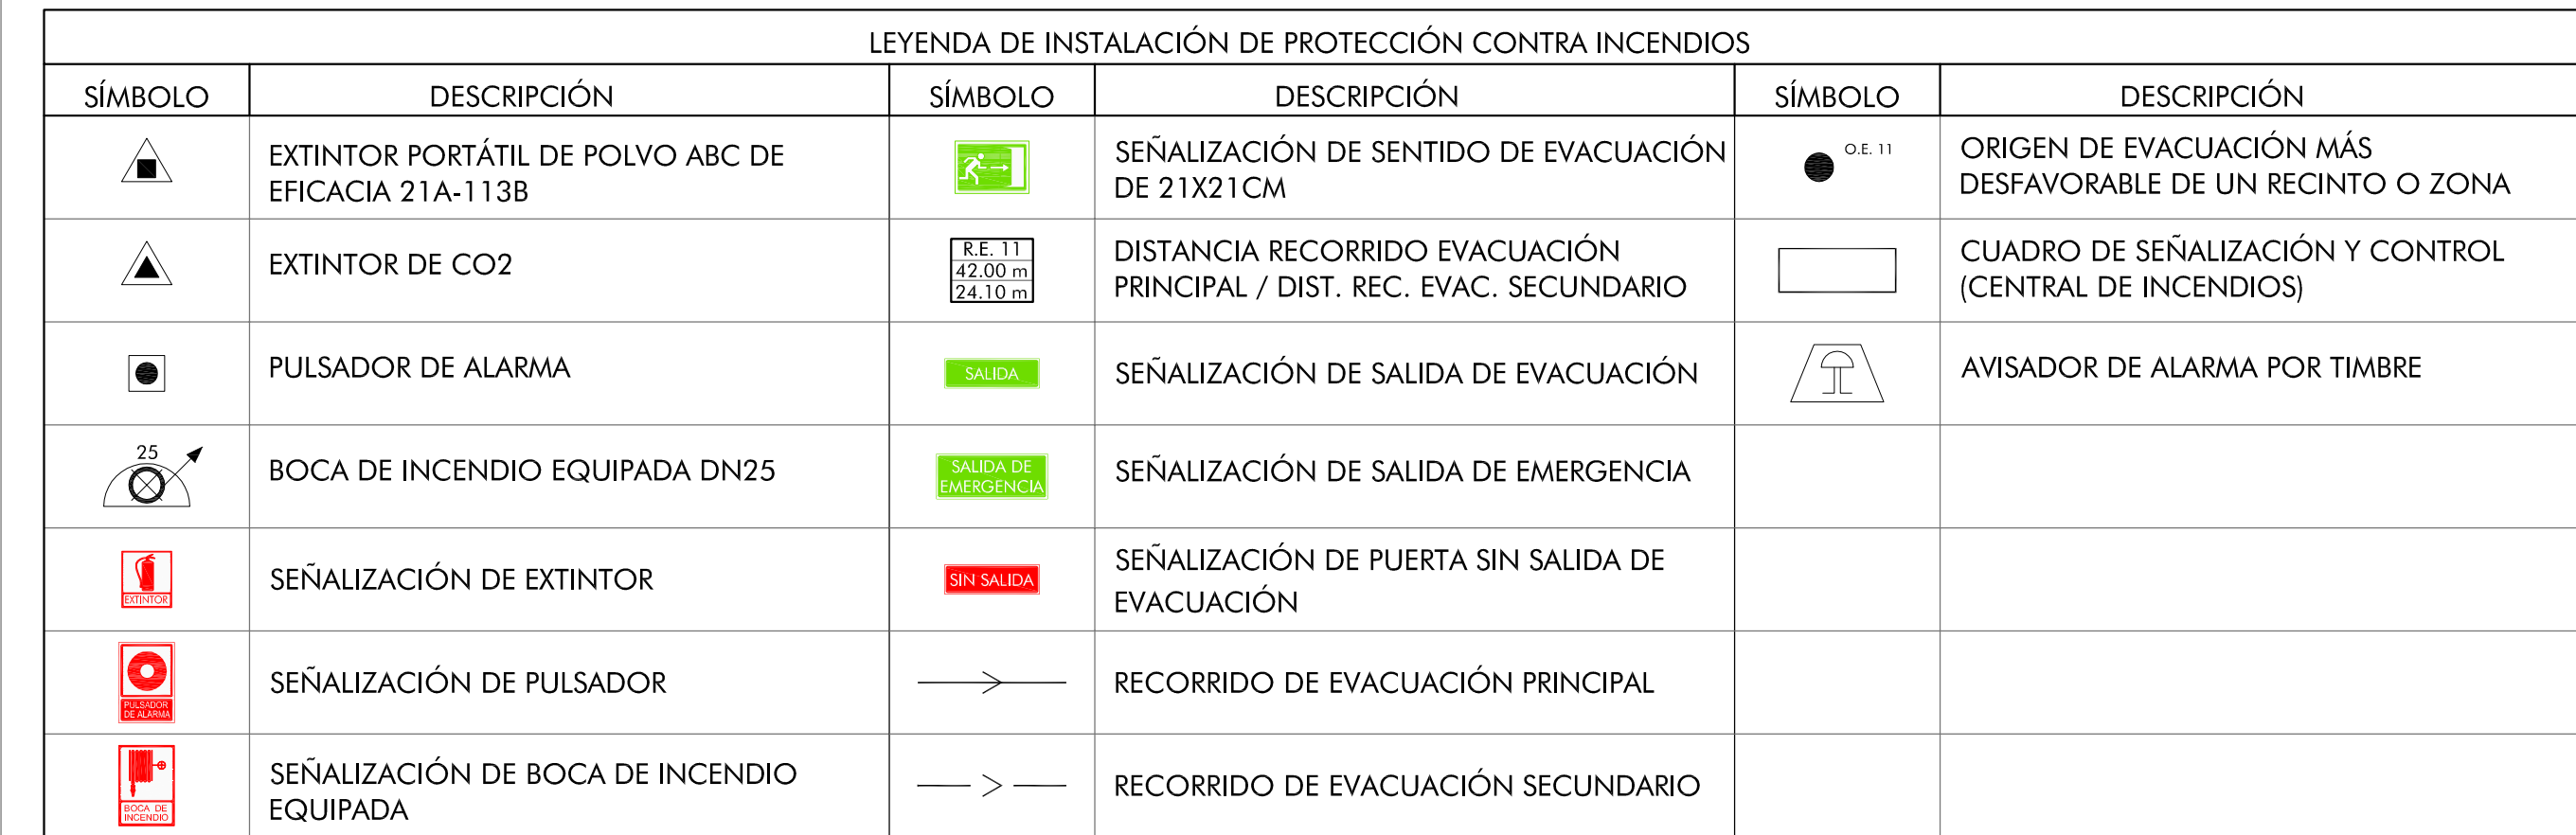 LEYENDA DE INSTALACIÓN DE PROTECCIÓN CONTRA INCENDIOS
SÍMBOLO
DESCRIPCIÓN
SÍMBOLO
DESCRIPCIÓN
SÍMBOLO
DESCRIPCIÓN
EXTINTOR PORTÁTIL DE POLVO ABC DE
EFICACIA 21A-113B
SEÑALIZACIÓN DE SENTIDO DE EVACUACIÓN
DE 21X21CM
O.E. 11
ORIGEN DE EVACUACIÓN MÁS
DESFAVORABLE DE UN RECINTO O ZONA
EXTINTOR DE CO2
R.E. 11
42.00 m
24.10 m
DISTANCIA RECORRIDO EVACUACIÓN
PRINCIPAL / DIST. REC. EVAC. SECUNDARIO
CUADRO DE SEÑALIZACIÓN Y CONTROL
(CENTRAL DE INCENDIOS)
PULSADOR DE ALARMA
SALIDA
SEÑALIZACIÓN DE SALIDA DE EVACUACIÓN
AVISADOR DE ALARMA POR TIMBRE
25
BOCA DE INCENDIO EQUIPADA DN25
SALIDA DE
EMERGENCIA
SEÑALIZACIÓN DE SALIDA DE EMERGENCIA
EXTINTOR
SEÑALIZACIÓN DE EXTINTOR
SIN SALIDA
SEÑALIZACIÓN DE PUERTA SIN SALIDA DE
EVACUACIÓN
PULSADOR
DE ALARMA
SEÑALIZACIÓN DE PULSADOR
RECORRIDO DE EVACUACIÓN PRINCIPAL
BOCA DE
INCENDIO
SEÑALIZACIÓN DE BOCA DE INCENDIO
EQUIPADA
RECORRIDO DE EVACUACIÓN SECUNDARIO